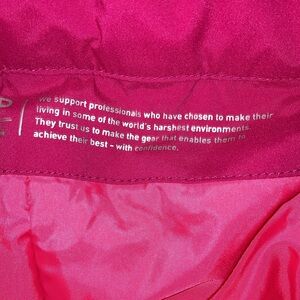 we support professionals who have chosen to make their
living in some of the world's harshest environments.
They trust us to make the gear that enables them to
achieve their best – with confidence.